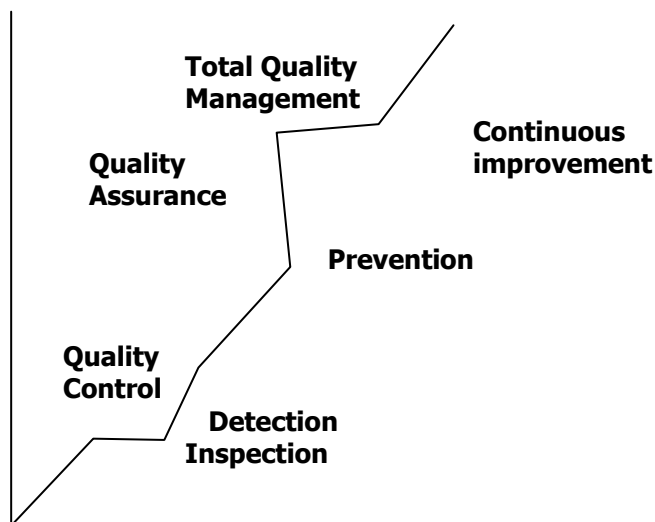 Total Quality
Management
Continuous
improvement
Quality
Assurance
Prevention
Quality
Control
Detection
Inspection